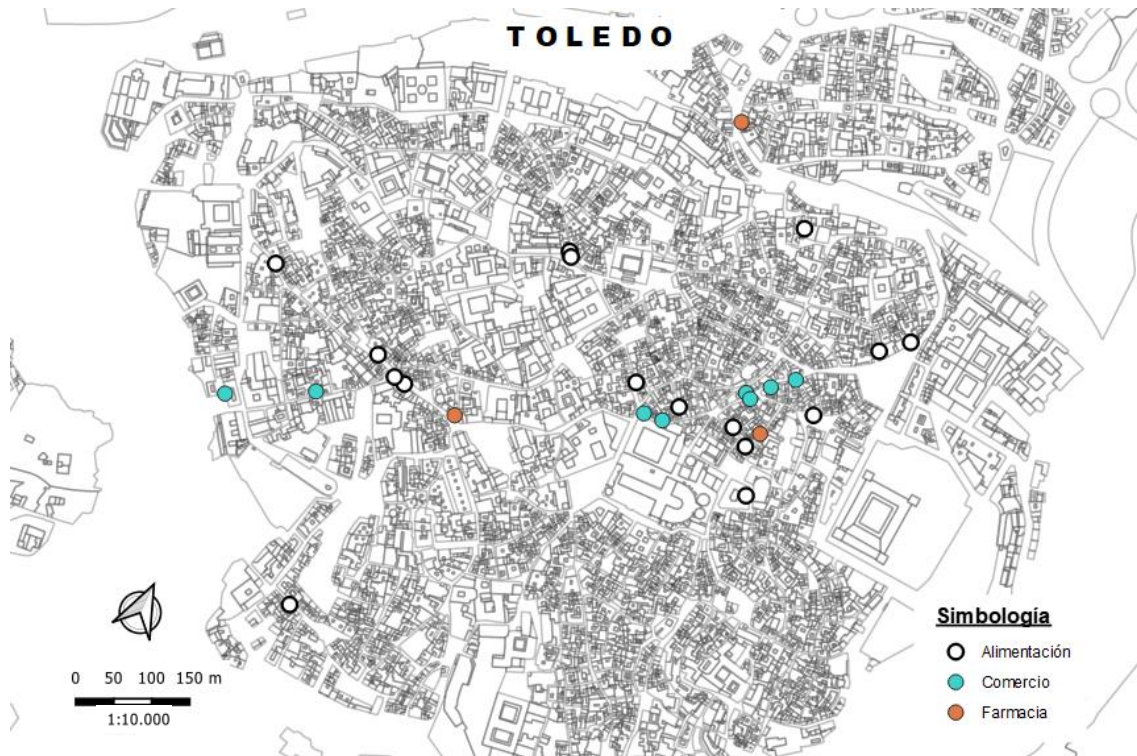 TOLEDO
0 50 100 150 m
1:10.000
Simbología
Alimentación
Comercio
Farmacia